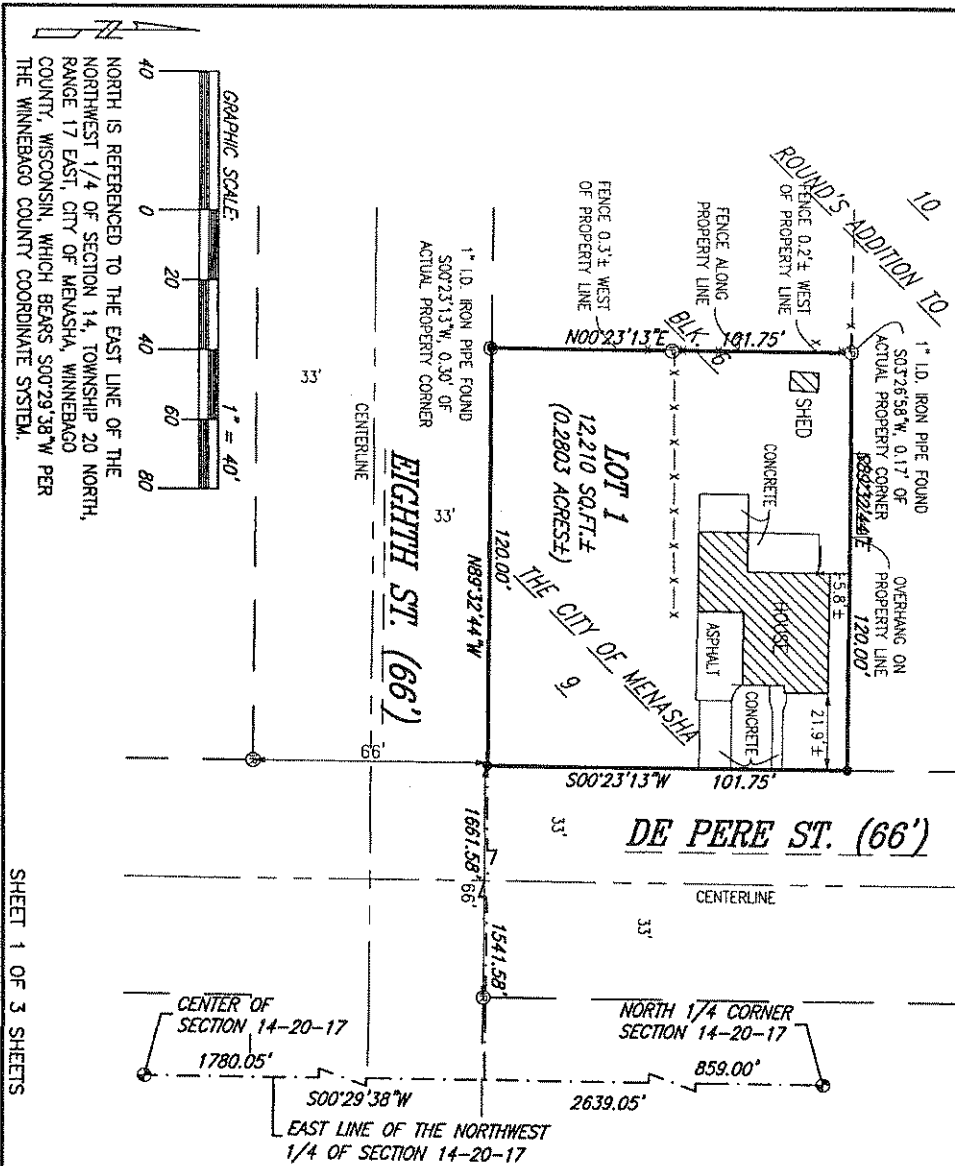 10
ROUND'S ADDITION TO
BLK. 6
THE CITY OF MENASHA
9
1" I.D. IRON PIPE FOUND
S03°26'58"W, 0.17' OF
ACTUAL PROPERTY CORNER
OVERHANG ON
PROPERTY LINE
S89°32'44"E 120.00'
FENCE 0.2'± WEST
OF PROPERTY LINE
FENCE ALONG
PROPERTY LINE
FENCE 0.3'± WEST
OF PROPERTY LINE
N00°23'13"E 101.75'
SHED
CONCRETE
HOUSE
5.8'±
21.9'±
ASPHALT
CONCRETE
LOT 1
12,210 SQ.FT.±
(0.2803 ACRES±)
1" I.D. IRON PIPE FOUND
S00°23'13"W, 0.30' OF
ACTUAL PROPERTY CORNER
120.00'
N89°32'44"W
S00°23'13"W 101.75'
EIGHTH ST. (66')
33'
33'
CENTERLINE
66'
DE PERE ST. (66')
33'
CENTERLINE
33'
1661.58'
66'
1541.58'
CENTER OF
SECTION 14-20-17
1780.05'
NORTH 1/4 CORNER
SECTION 14-20-17
859.00'
S00°29'38"W
2639.05'
EAST LINE OF THE NORTHWEST
1/4 OF SECTION 14-20-17
N
GRAPHIC SCALE: 1" = 40'
40 0 20 40 60 80
NORTH IS REFERENCED TO THE EAST LINE OF THE
NORTHWEST 1/4 OF SECTION 14, TOWNSHIP 20 NORTH,
RANGE 17 EAST, CITY OF MENASHA, WINNEBAGO
COUNTY, WISCONSIN, WHICH BEARS S00°29'38"W PER
THE WINNEBAGO COUNTY COORDINATE SYSTEM.
SHEET 1 OF 3 SHEETS